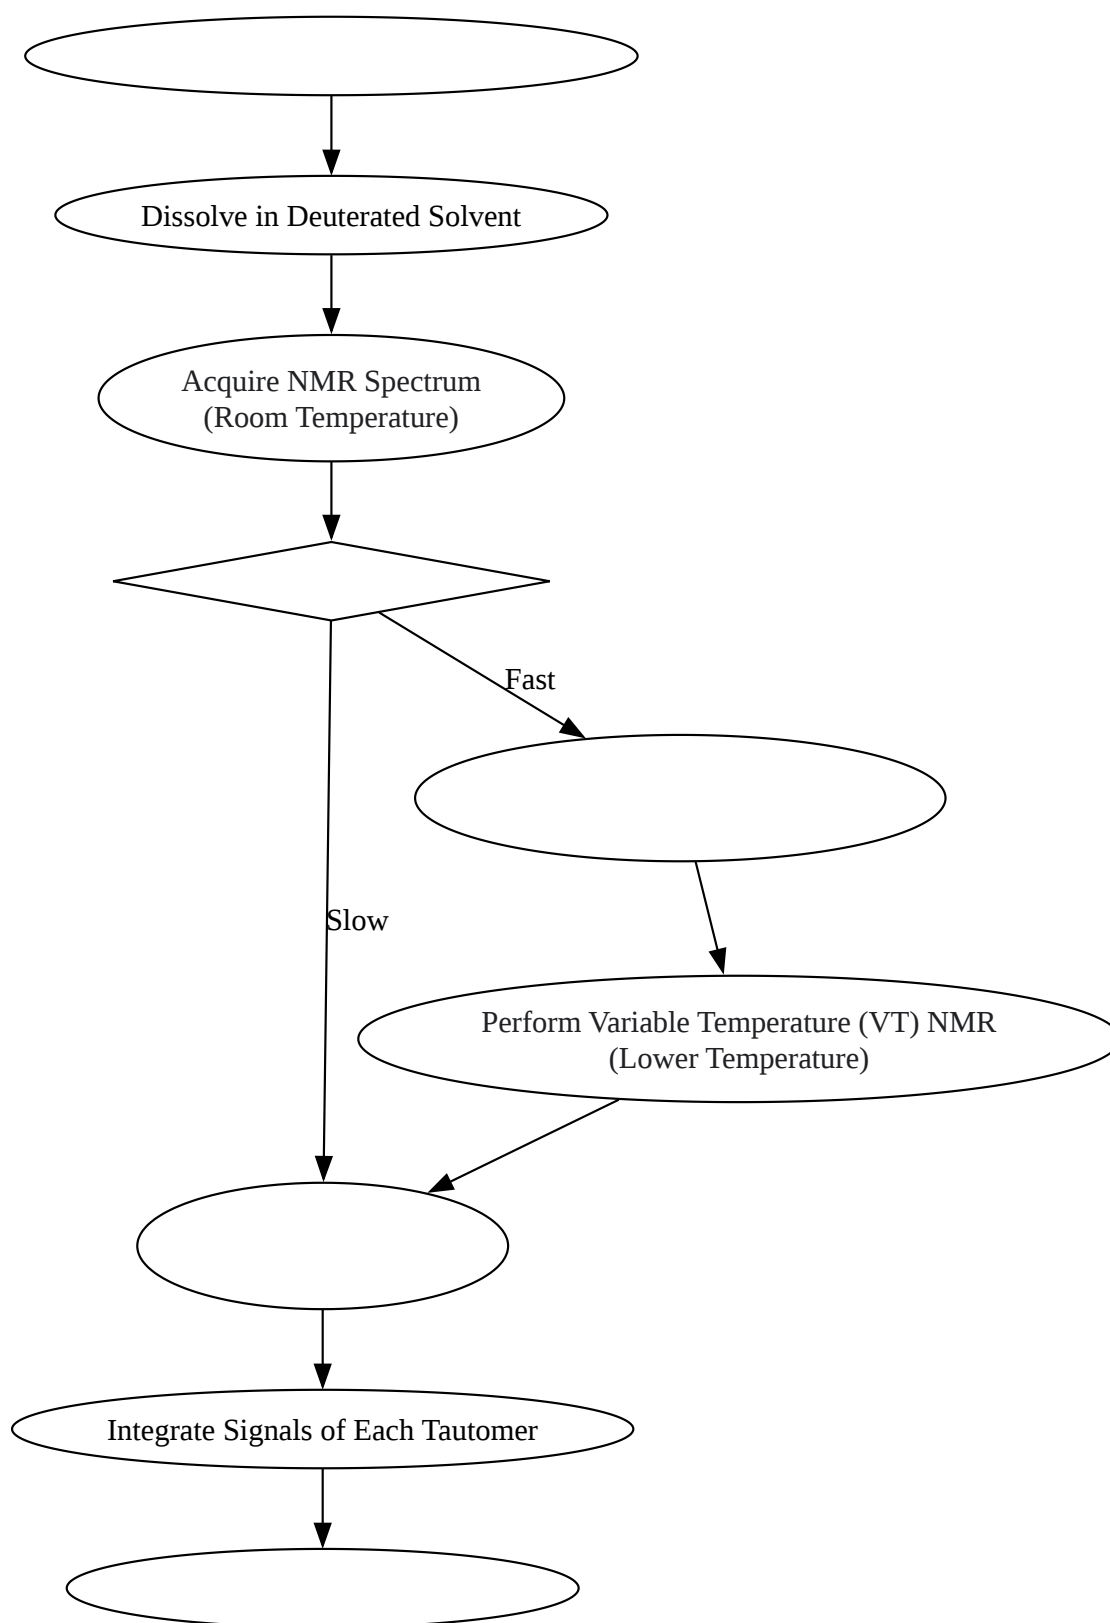 Dissolve in Deuterated Solvent
Acquire NMR Spectrum
(Room Temperature)
Fast
Slow
Perform Variable Temperature (VT) NMR
(Lower Temperature)
Integrate Signals of Each Tautomer